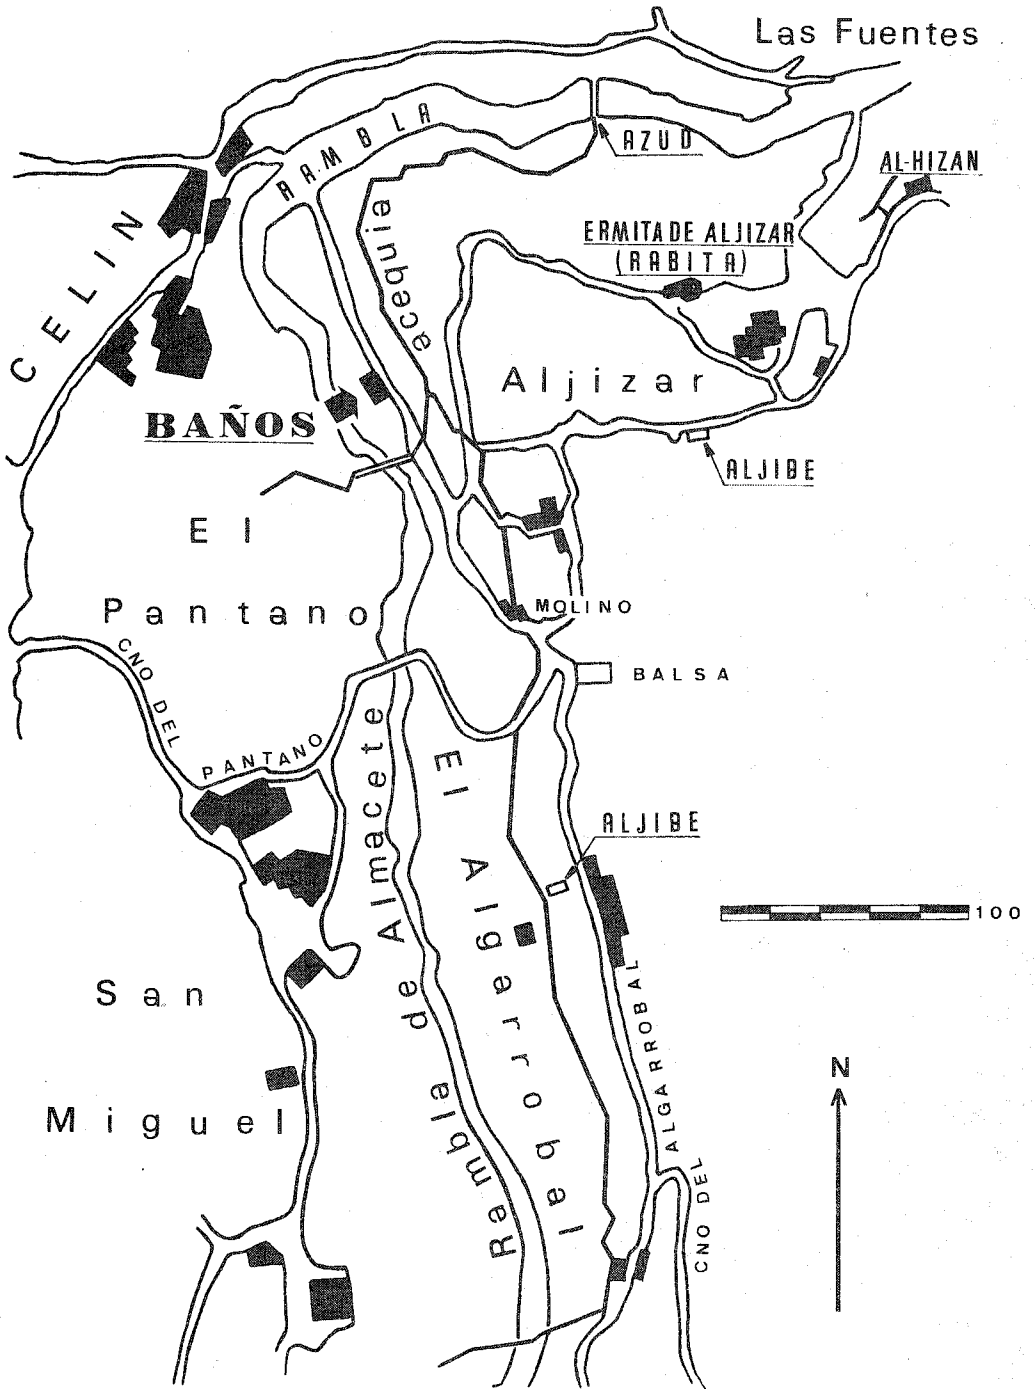 Las Fuentes
RAMBLA
AZUD
AL-HIZAN
acequia
ERMITA DE ALJIZAR
(RABITA)
CELIN
Aljizar
BAÑOS
ALJIBE
El
Pantano
MOLINO
CNO DEL
PANTANO
BALSA
Rambla de Almacete
El Algarrobal
ALJIBE
100
San
Miguel
CNO DEL ALGARROBAL
N